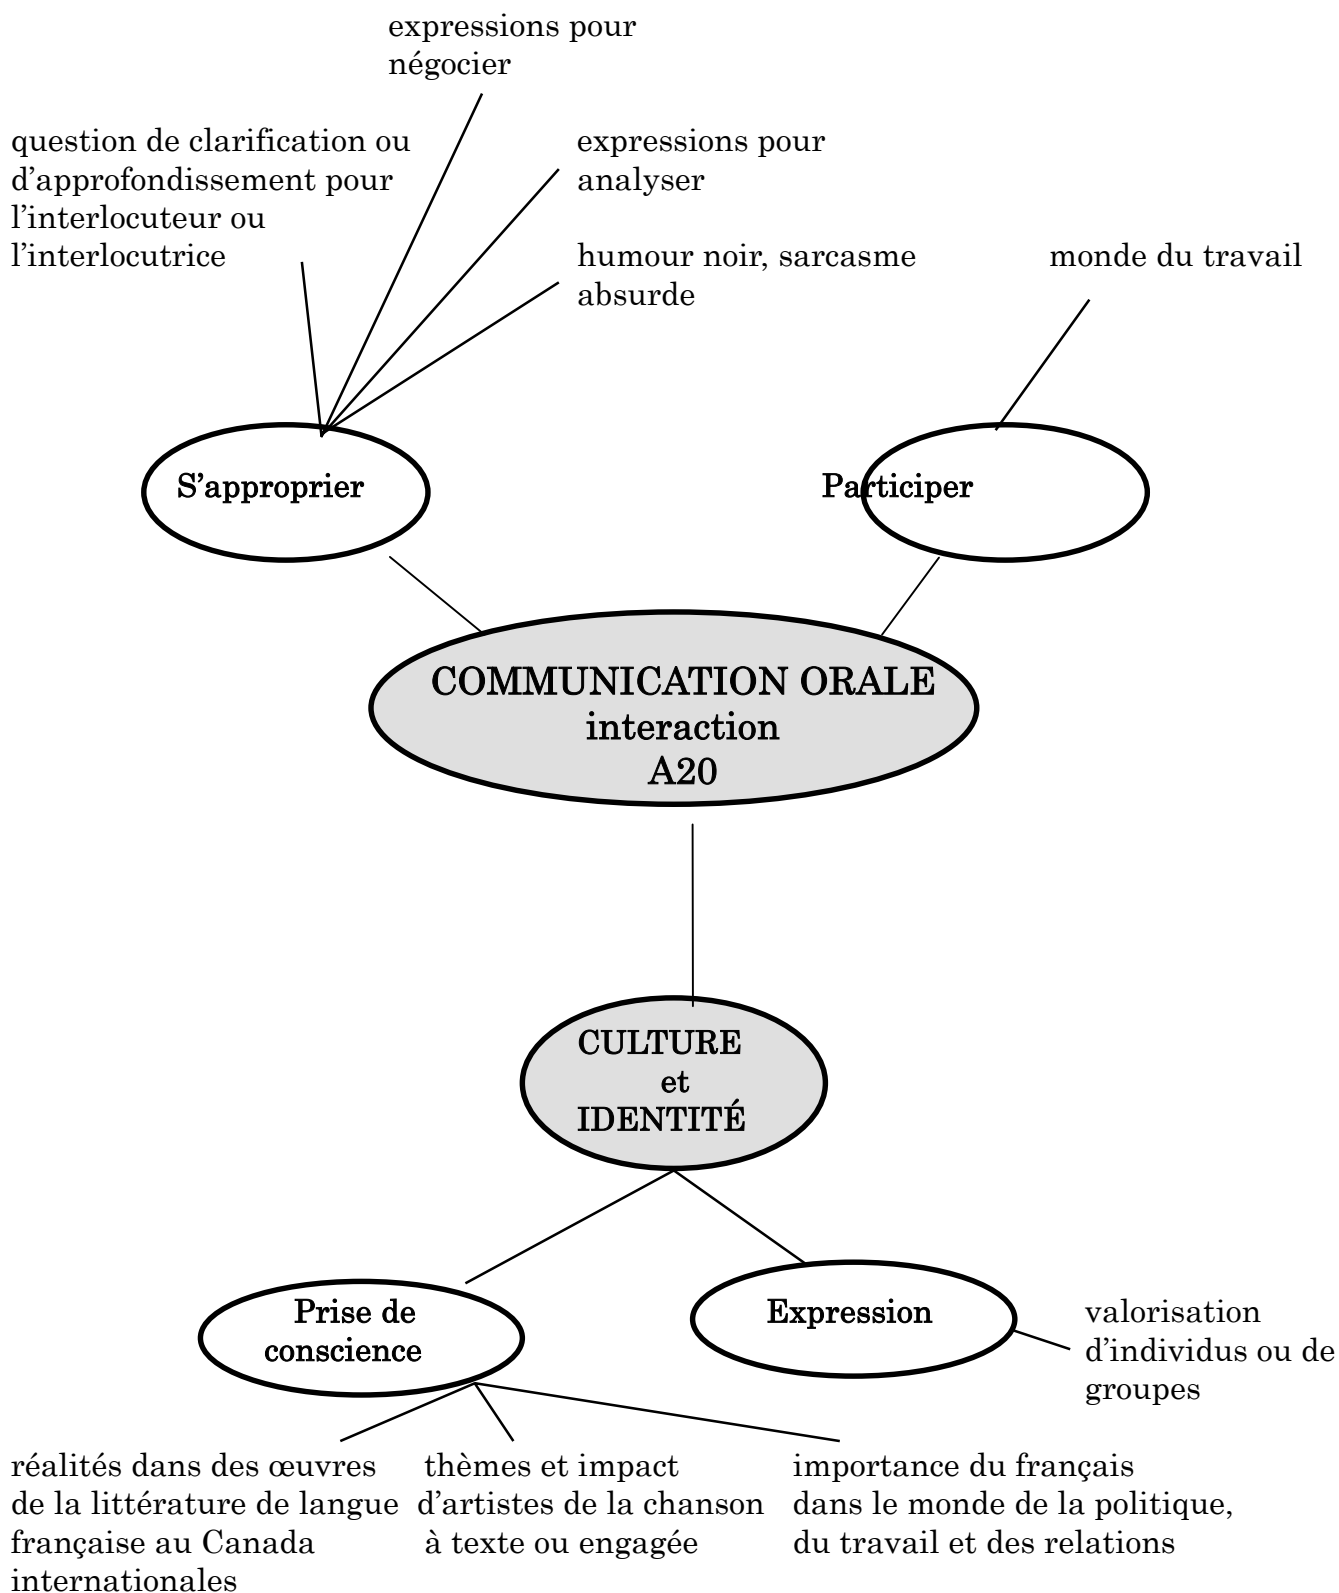 expressions pour
négocier
question de clarification ou
d'approfondissement pour
l'interlocuteur ou
l'interlocutrice
expressions pour
analyser
humour noir, sarcasme
absurde
monde du travail
S'approprier
Participer
COMMUNICATION ORALE
interaction
A20
CULTURE
et
IDENTITÉ
Prise de
conscience
Expression
valorisation
d'individus ou de
groupes
réalités dans des œuvres
de la littérature de langue
française au Canada
internationales
thèmes et impact
d'artistes de la chanson
à texte ou engagée
importance du français
dans le monde de la politique,
du travail et des relations